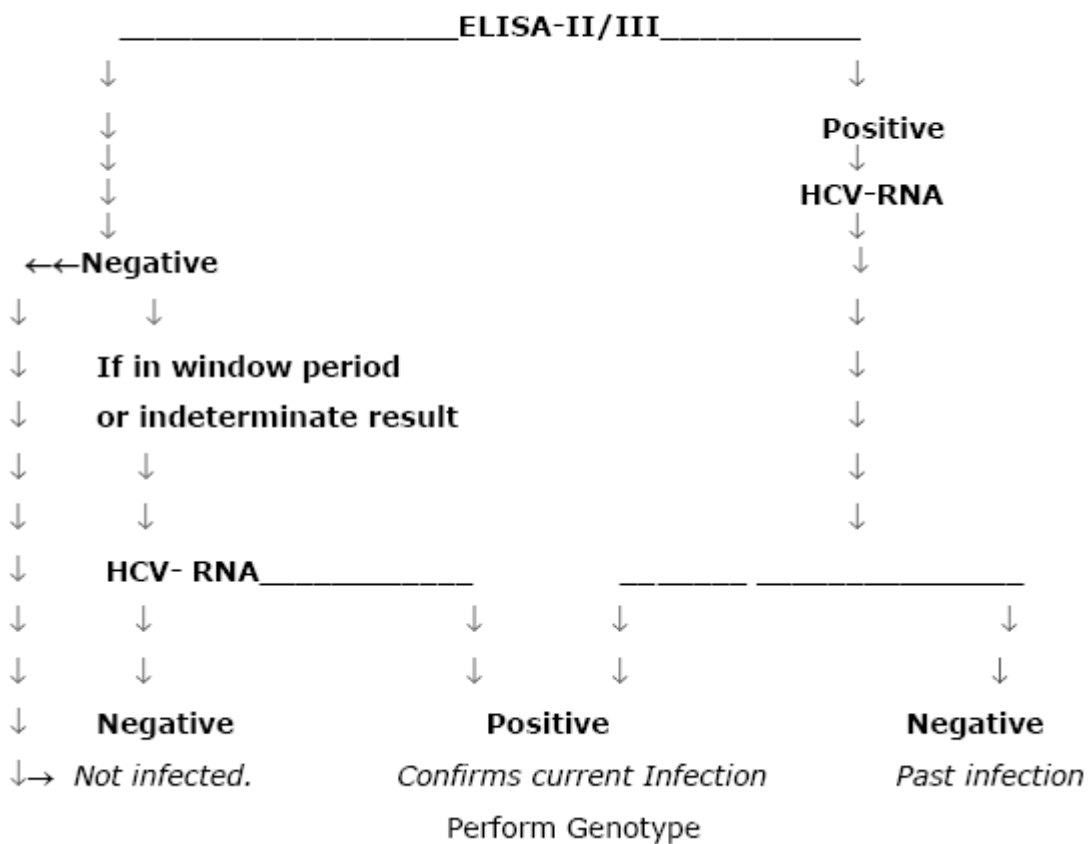 ELISA-II/III
Positive
HCV-RNA
←←Negative
If in window period
or indeterminate result
HCV- RNA
Negative Positive Negative
→ Not infected. Confirms current Infection Past infection
Perform Genotype